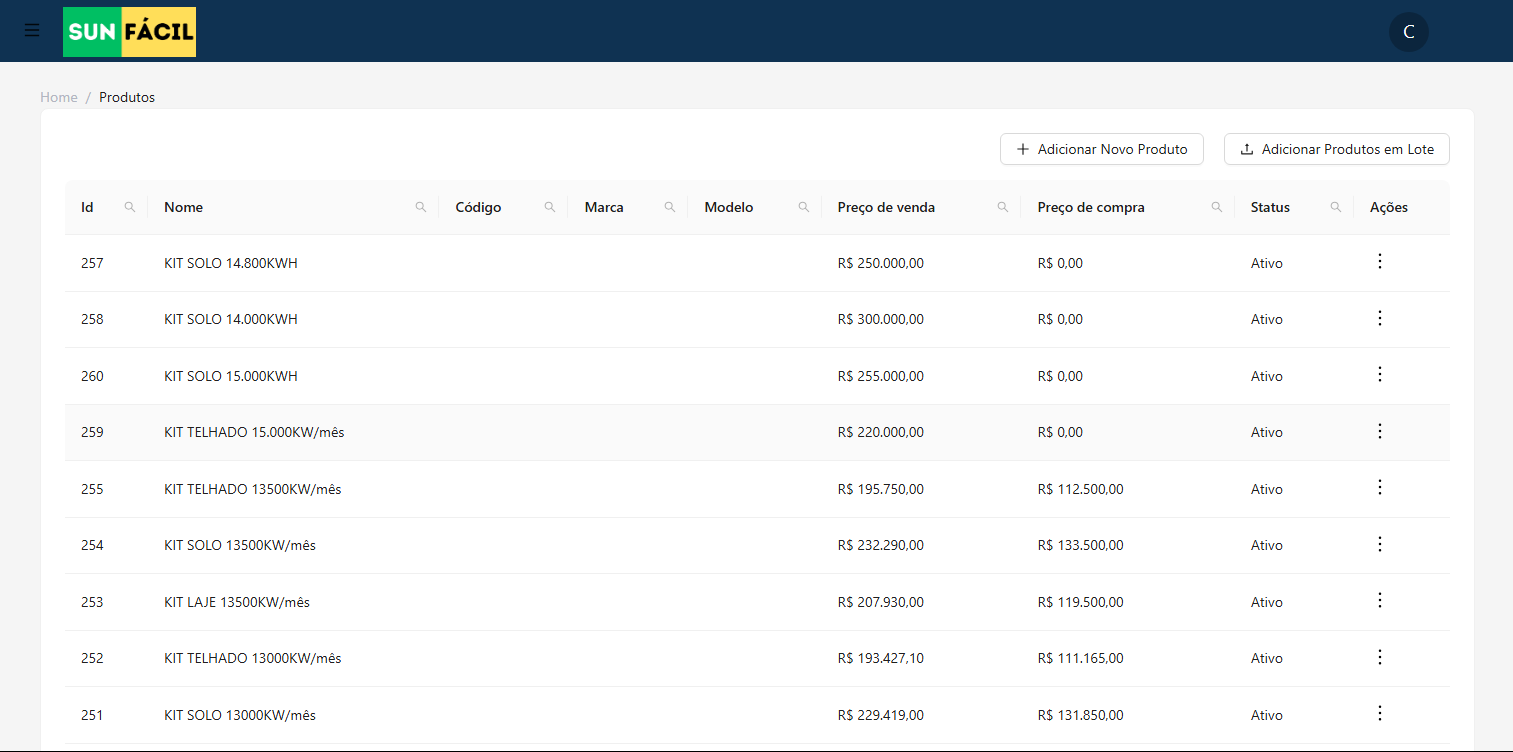 SUN FÁCIL
C
Home / Produtos
Adicionar Novo Produto Adicionar Produtos em Lote
Id Nome Código Marca Modelo Preço de venda Preço de compra Status Ações
257 KIT SOLO 14.800KWH R$ 250.000,00 R$ 0,00 Ativo
258 KIT SOLO 14.000KWH R$ 300.000,00 R$ 0,00 Ativo
260 KIT SOLO 15.000KWH R$ 255.000,00 R$ 0,00 Ativo
259 KIT TELHADO 15.000KW/mês R$ 220.000,00 R$ 0,00 Ativo
255 KIT TELHADO 13500KW/mês R$ 195.750,00 R$ 112.500,00 Ativo
254 KIT SOLO 13500KW/mês R$ 232.290,00 R$ 133.500,00 Ativo
253 KIT LAJE 13500KW/mês R$ 207.930,00 R$ 119.500,00 Ativo
252 KIT TELHADO 13000KW/mês R$ 193.427,10 R$ 111.165,00 Ativo
251 KIT SOLO 13000KW/mês R$ 229.419,00 R$ 131.850,00 Ativo